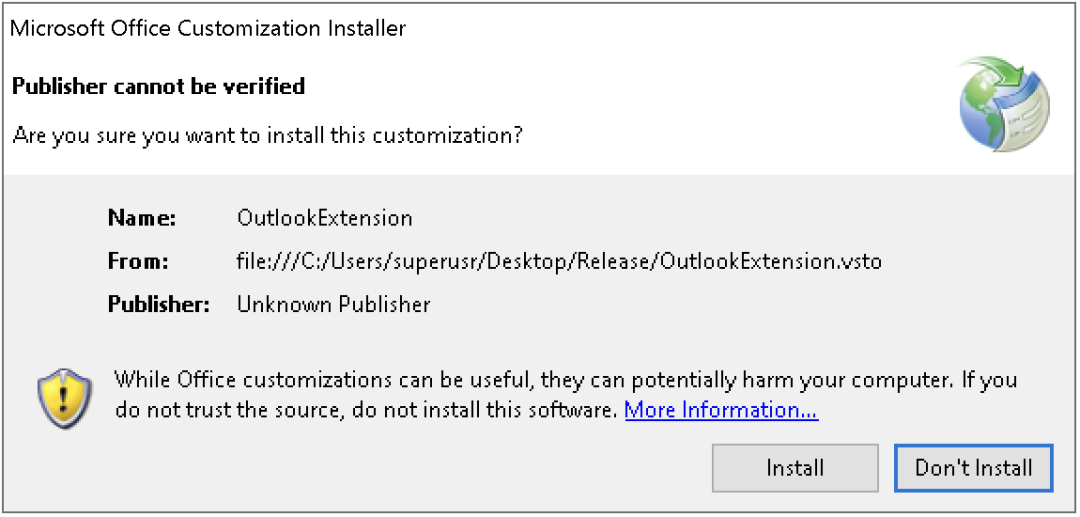 Microsoft Office Customization Installer
Publisher cannot be verified
Are you sure you want to install this customization?
Name: OutlookExtension
From: file:///C:/Users/superusr/Desktop/Release/OutlookExtension.vsto
Publisher: Unknown Publisher
While Office customizations can be useful, they can potentially harm your computer. If you
do not trust the source, do not install this software. More Information...
Install Don't Install